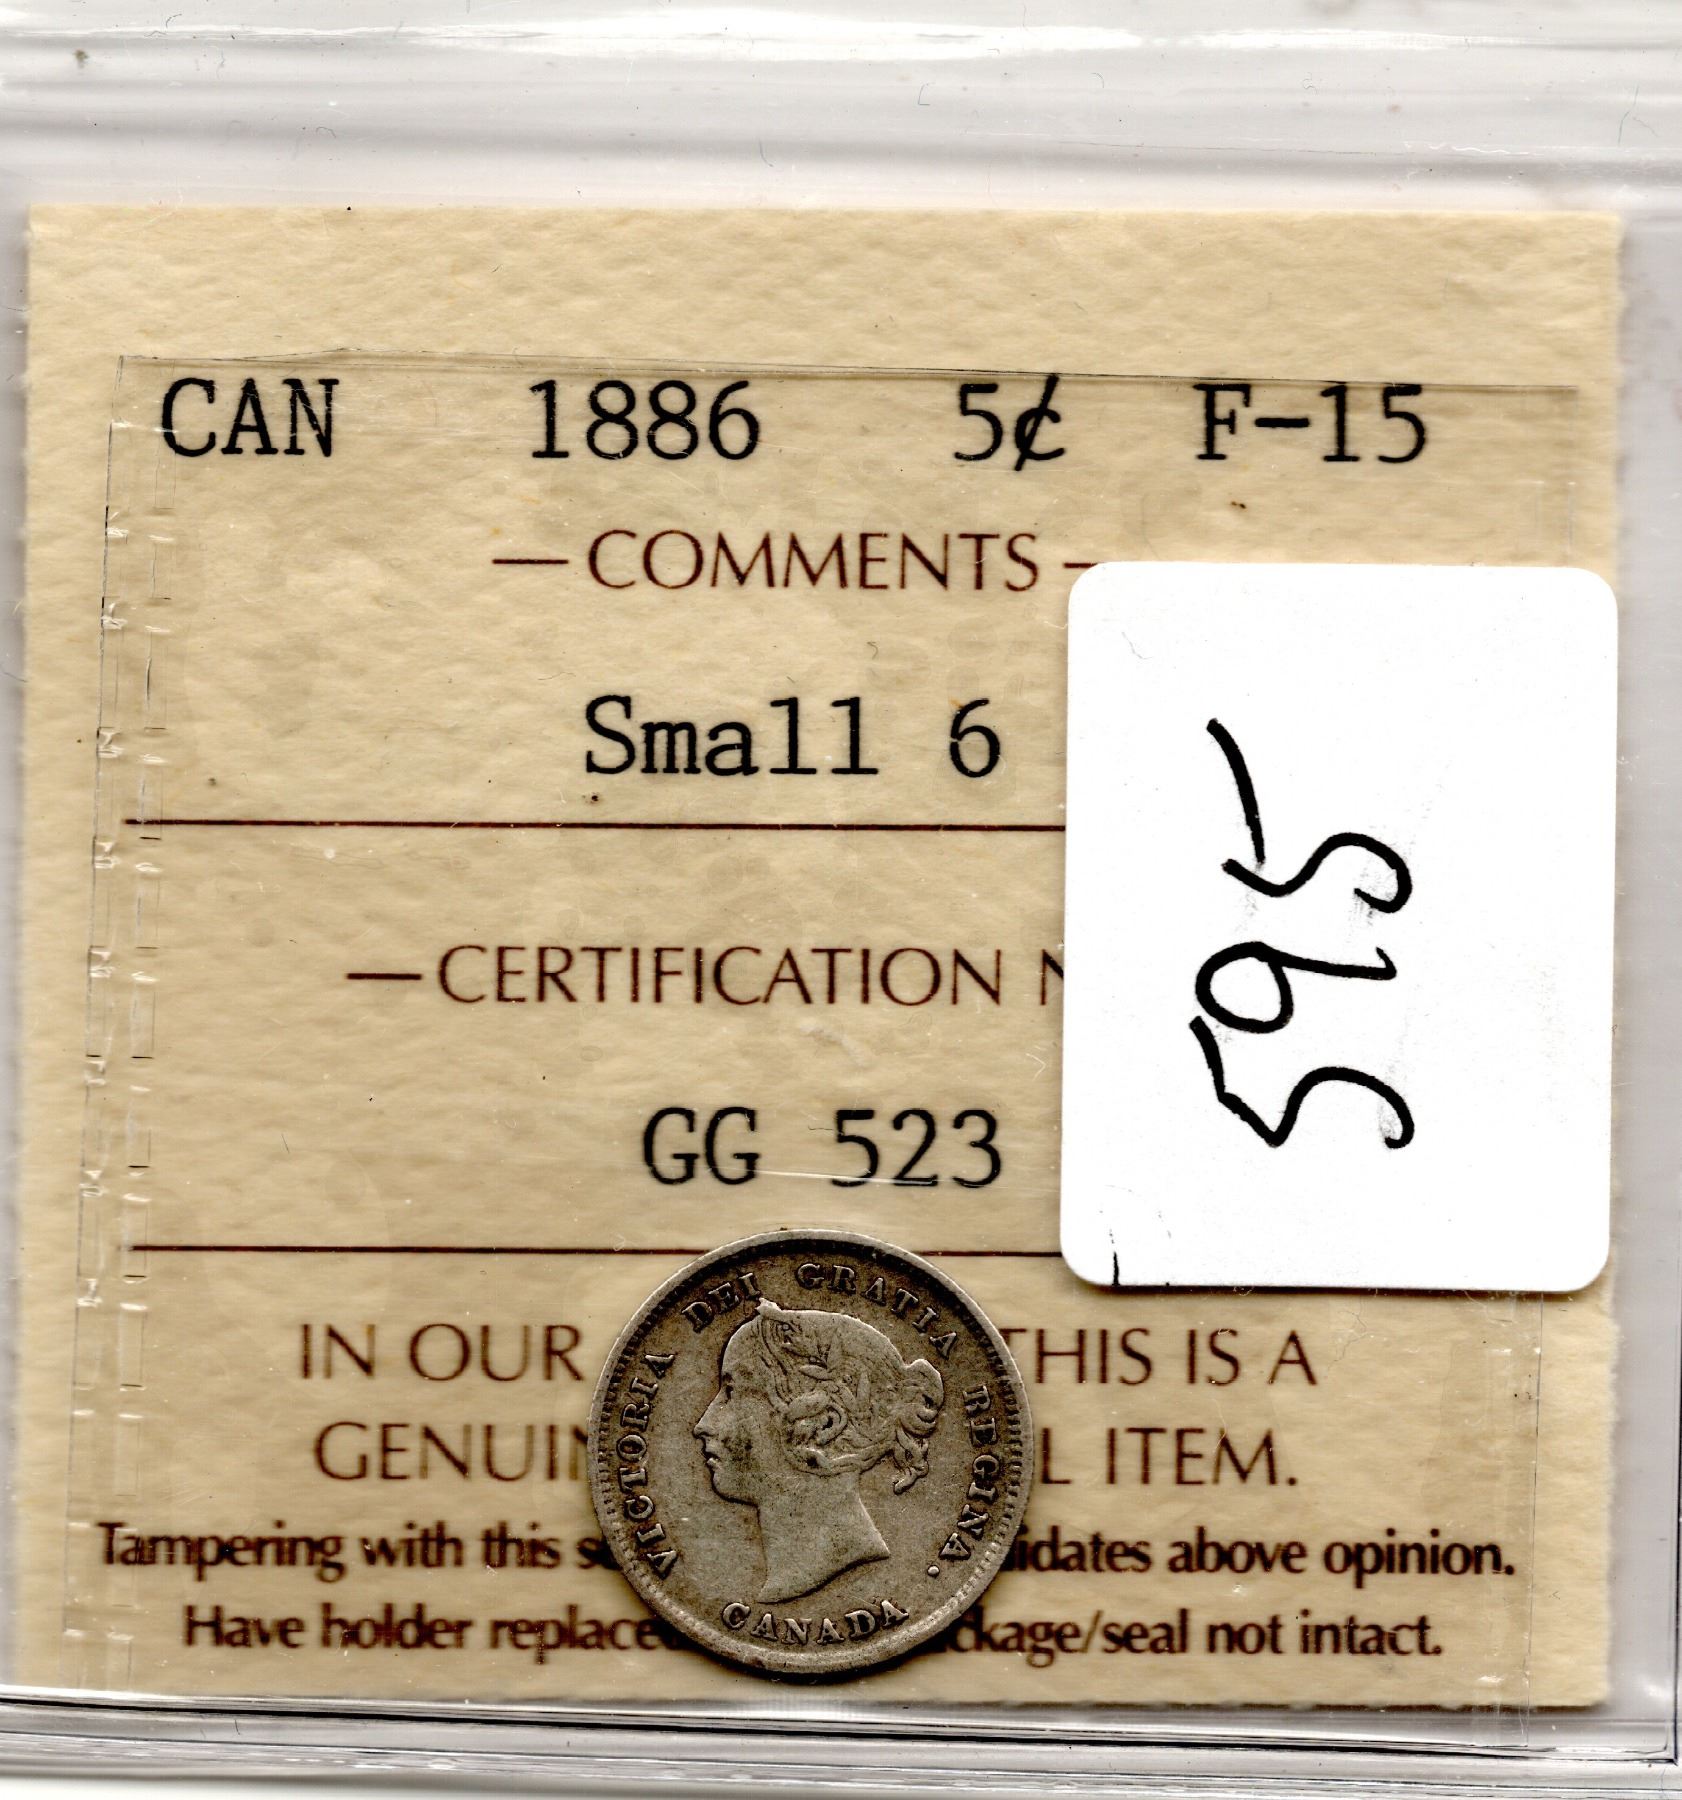 CAN 1886 5¢ F-15
— COMMENTS —
Small 6
— CERTIFICATION N
GG 523
595
IN OUR THIS IS A
GENUIN L ITEM.
Tampering with this se idates above opinion.
Have holder replaced ckage/seal not intact.
VICTORIA DEI GRATIA REGINA.
CANADA